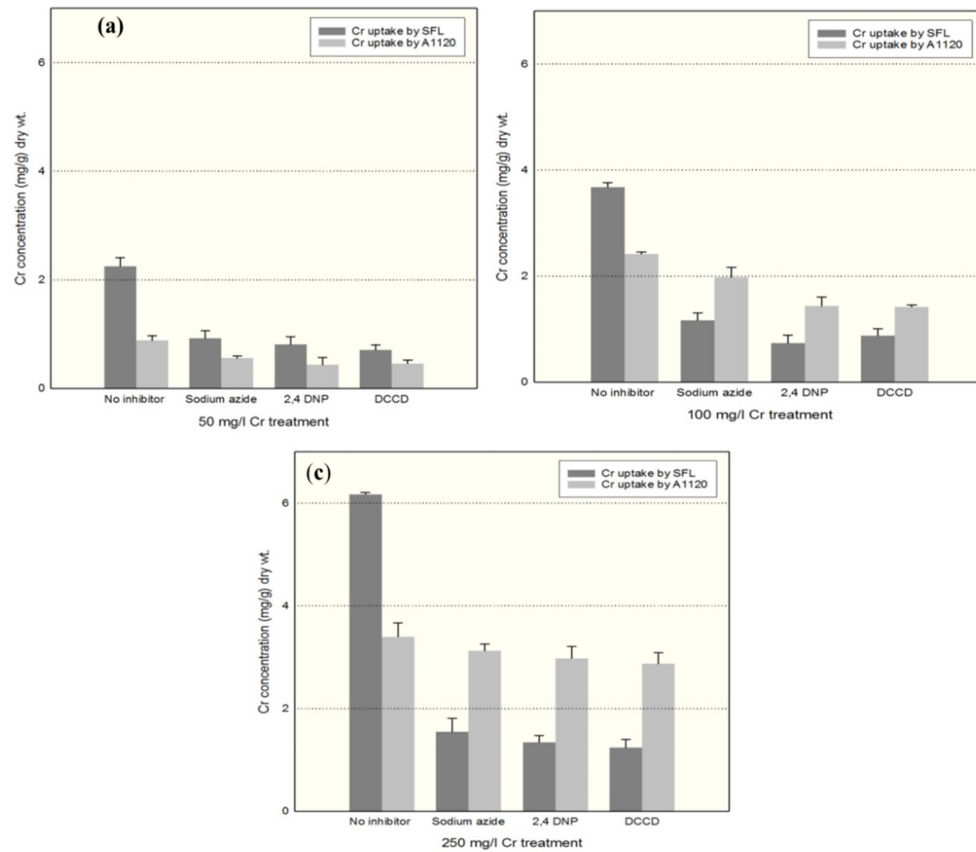 (a)
Cr uptake by SFL
Cr uptake by A1120
6
4
2
0
Cr concentration (mg/g) dry wt.
No inhibitor Sodium azide 2,4 DNP DCCD
50 mg/l Cr treatment
Cr uptake by SFL
Cr uptake by A1120
6
4
2
0
Cr concentration (mg/g) dry wt.
No inhibitor Sodium azide 2,4 DNP DCCD
100 mg/l Cr treatment
(c)
Cr uptake by SFL
Cr uptake by A1120
6
4
2
0
Cr concentration (mg/g) dry wt.
No inhibitor Sodium azide 2,4 DNP DCCD
250 mg/l Cr treatment